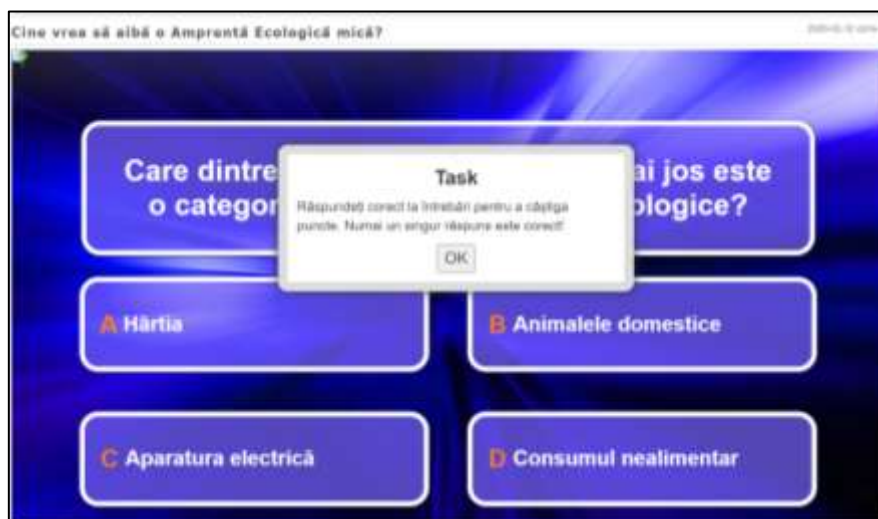 Cine vrea să aibă o Amprentă Ecologică mică?
Care dintre ai jos este
o categor ologice?
Task
Răspundeți corect la întrebări pentru a câștiga
puncte. Numai un singur răspuns este corect!
OK
A Hârtia
B Animalele domestice
C Aparatura electrică
D Consumul nealimentar